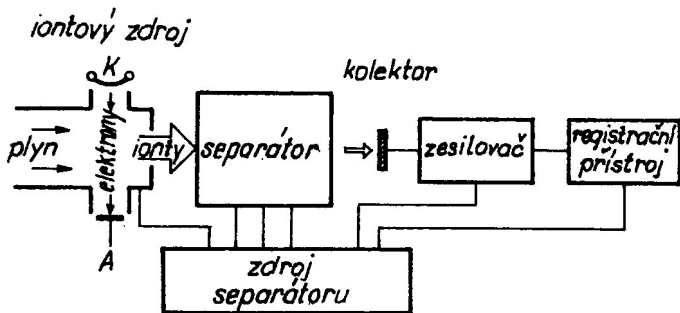 iontový zdroj
K
kolektor
plyn
elektrony
ionty
separátor
zesilovač
registrační
přístroj
A
zdroj
separátoru